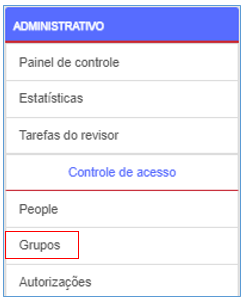 ADMINISTRATIVO
Painel de controle
Estatísticas
Tarefas do revisor
Controle de acesso
People
Grupos
Autorizações